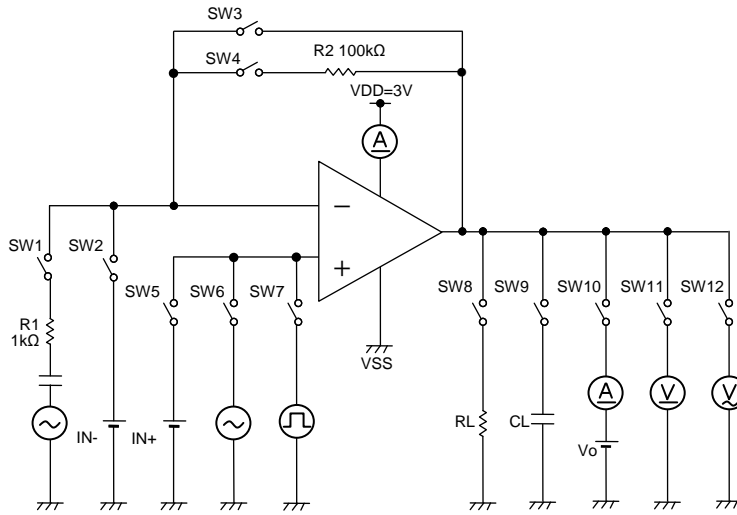 SW3
SW4
R2 100kΩ
VDD=3V
A
−
+
VSS
SW1
SW2
SW5
SW6
SW7
SW8
SW9
SW10
SW11
SW12
R1
1kΩ
IN-
IN+
RL
CL
A
V
V
Vo